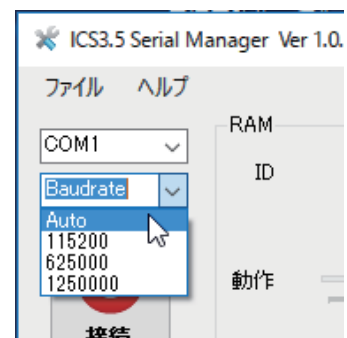 ICS3.5 Serial Manager Ver 1.0.
ファイル ヘルプ
COM1
RAM
ID
Baudrate
Auto
115200
625000
1250000
動作
接続